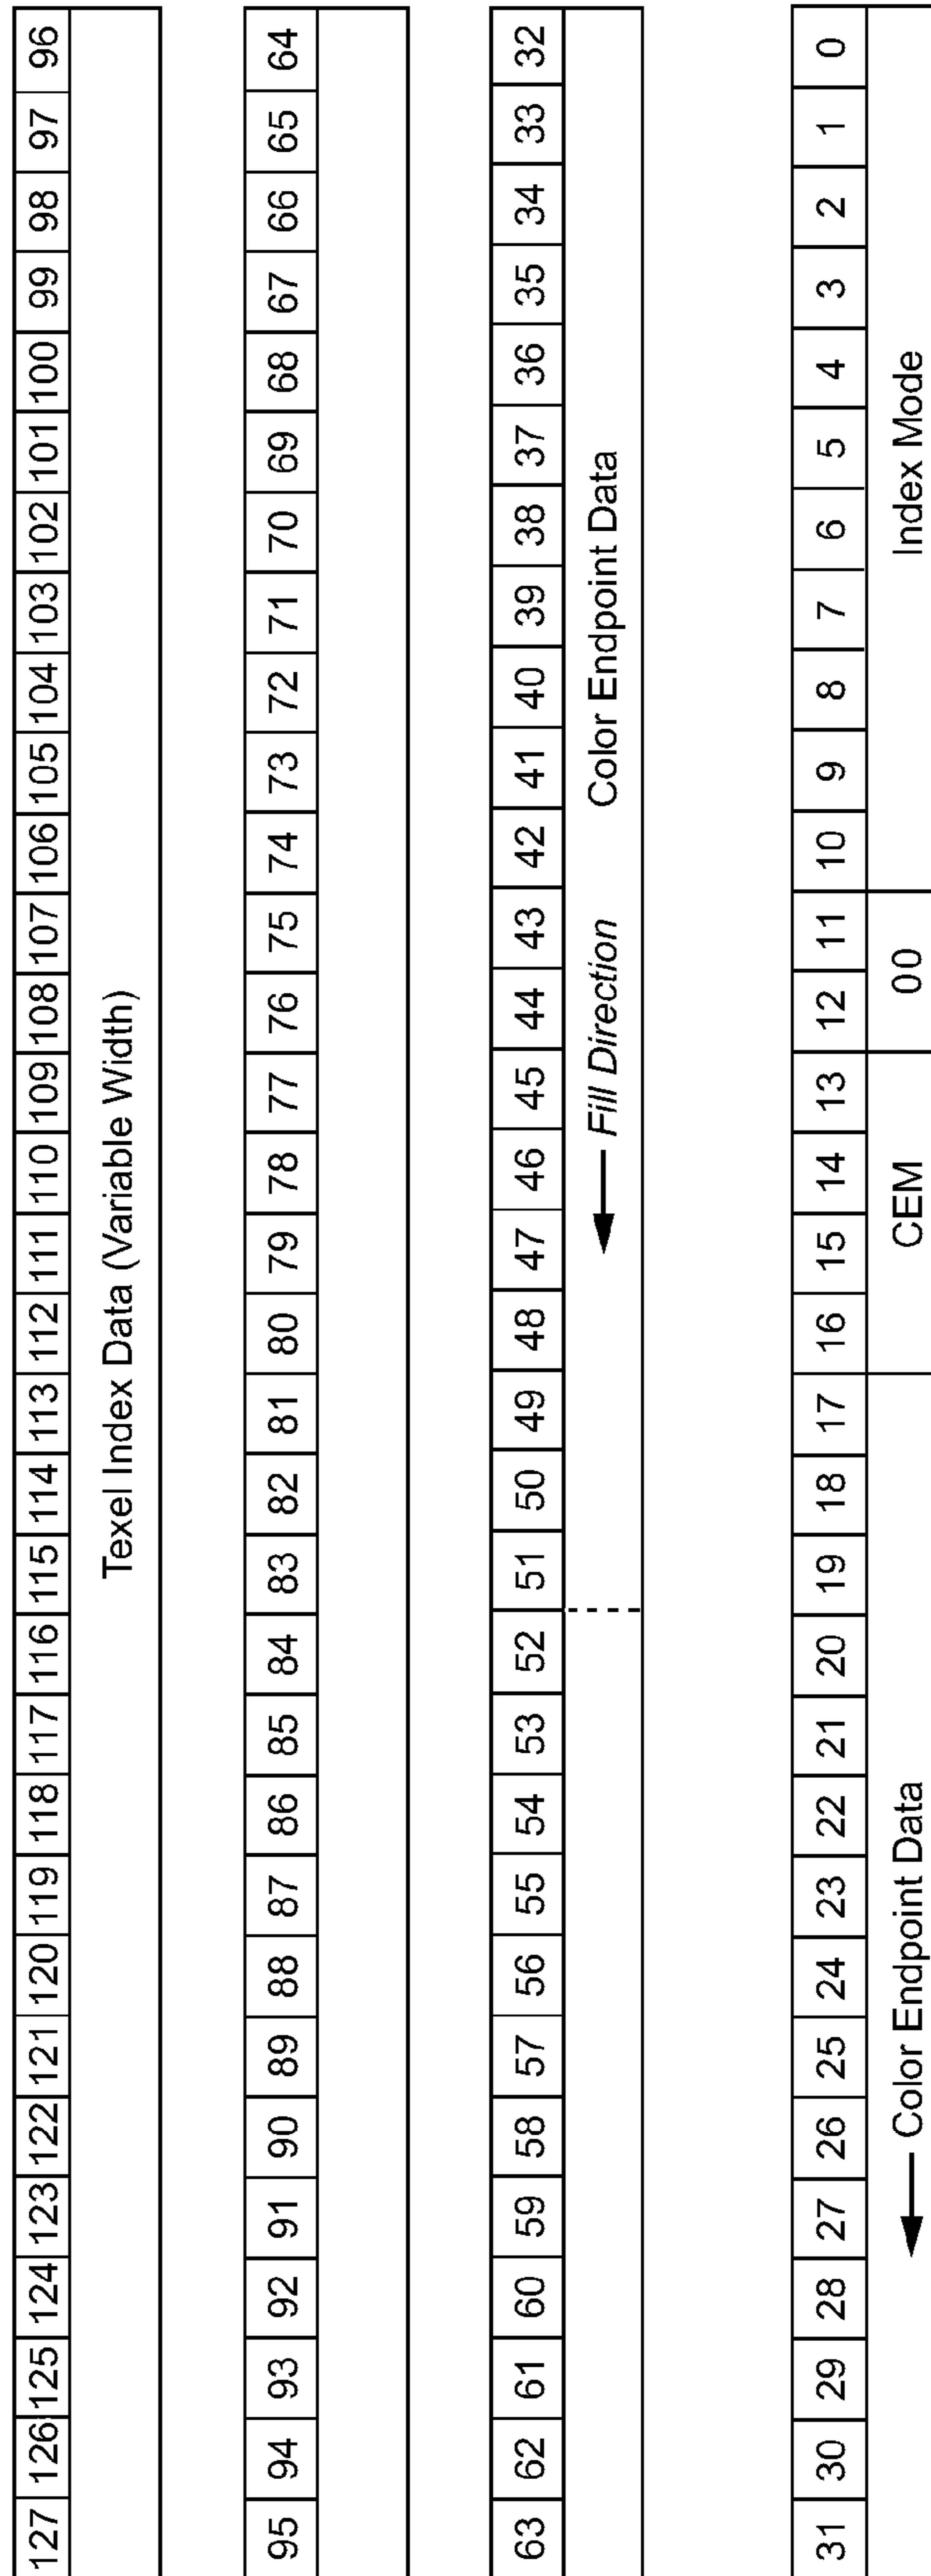 127 126 125 124 123 122 121 120 119 118 117 116 115 114 113 112 111 110 109 108 107 106 105 104 103 102 101 100 99 98 97 96
Texel Index Data (Variable Width)
95 94 93 92 91 90 89 88 87 86 85 84 83 82 81 80 79 78 77 76 75 74 73 72 71 70 69 68 67 66 65 64
63 62 61 60 59 58 57 56 55 54 53 52 51 50 49 48 47 46 45 44 43 42 41 40 39 38 37 36 35 34 33 32
Fill Direction Color Endpoint Data
31 30 29 28 27 26 25 24 23 22 21 20 19 18 17 16 15 14 13 12 11 10 9 8 7 6 5 4 3 2 1 0
Color Endpoint Data CEM 00 Index Mode